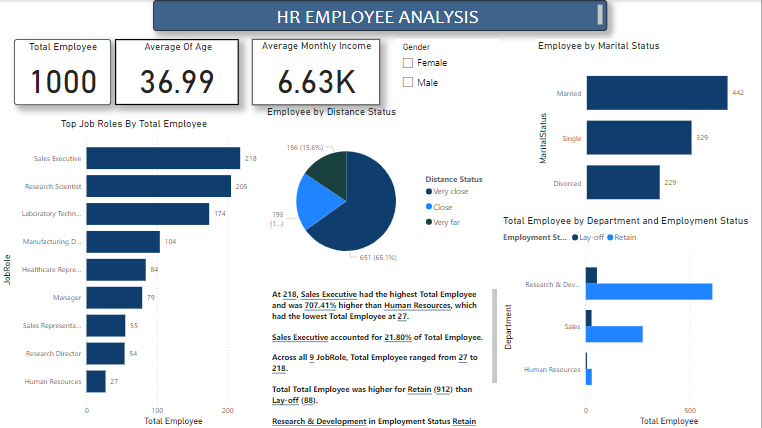 HR EMPLOYEE ANALYSIS
Total Employee
1000
Average Of Age
36.99
Average Monthly Income
6.63K
Gender
Female
Male
Employee by Marital Status
MaritalStatus
Married
442
Single
329
Divorced
229
Top Job Roles By Total Employee
JobRole
Sales Executive
218
Research Scientist
205
Laboratory Techn...
174
Manufacturing D...
104
Healthcare Repre...
84
Manager
79
Sales Representa...
55
Research Director
54
Human Resources
27
0
100
200
Total Employee
Employee by Distance Status
156 (15.6%)
193
(1...)
651 (65.1%)
Distance Status
Very close
Close
Very far
At 218, Sales Executive had the highest Total Employee
and was 707.41% higher than Human Resources, which
had the lowest Total Employee at 27.
Sales Executive accounted for 21.80% of Total Employee.
Across all 9 JobRole, Total Employee ranged from 27 to
218.
Total Total Employee was higher for Retain (912) than
Lay-off (88).
Research & Development in Employment Status Retain
Total Employee by Department and Employment Status
Employment St...
Lay-off
Retain
Department
Research & Dev...
Sales
Human Resources
0
500
Total Employee